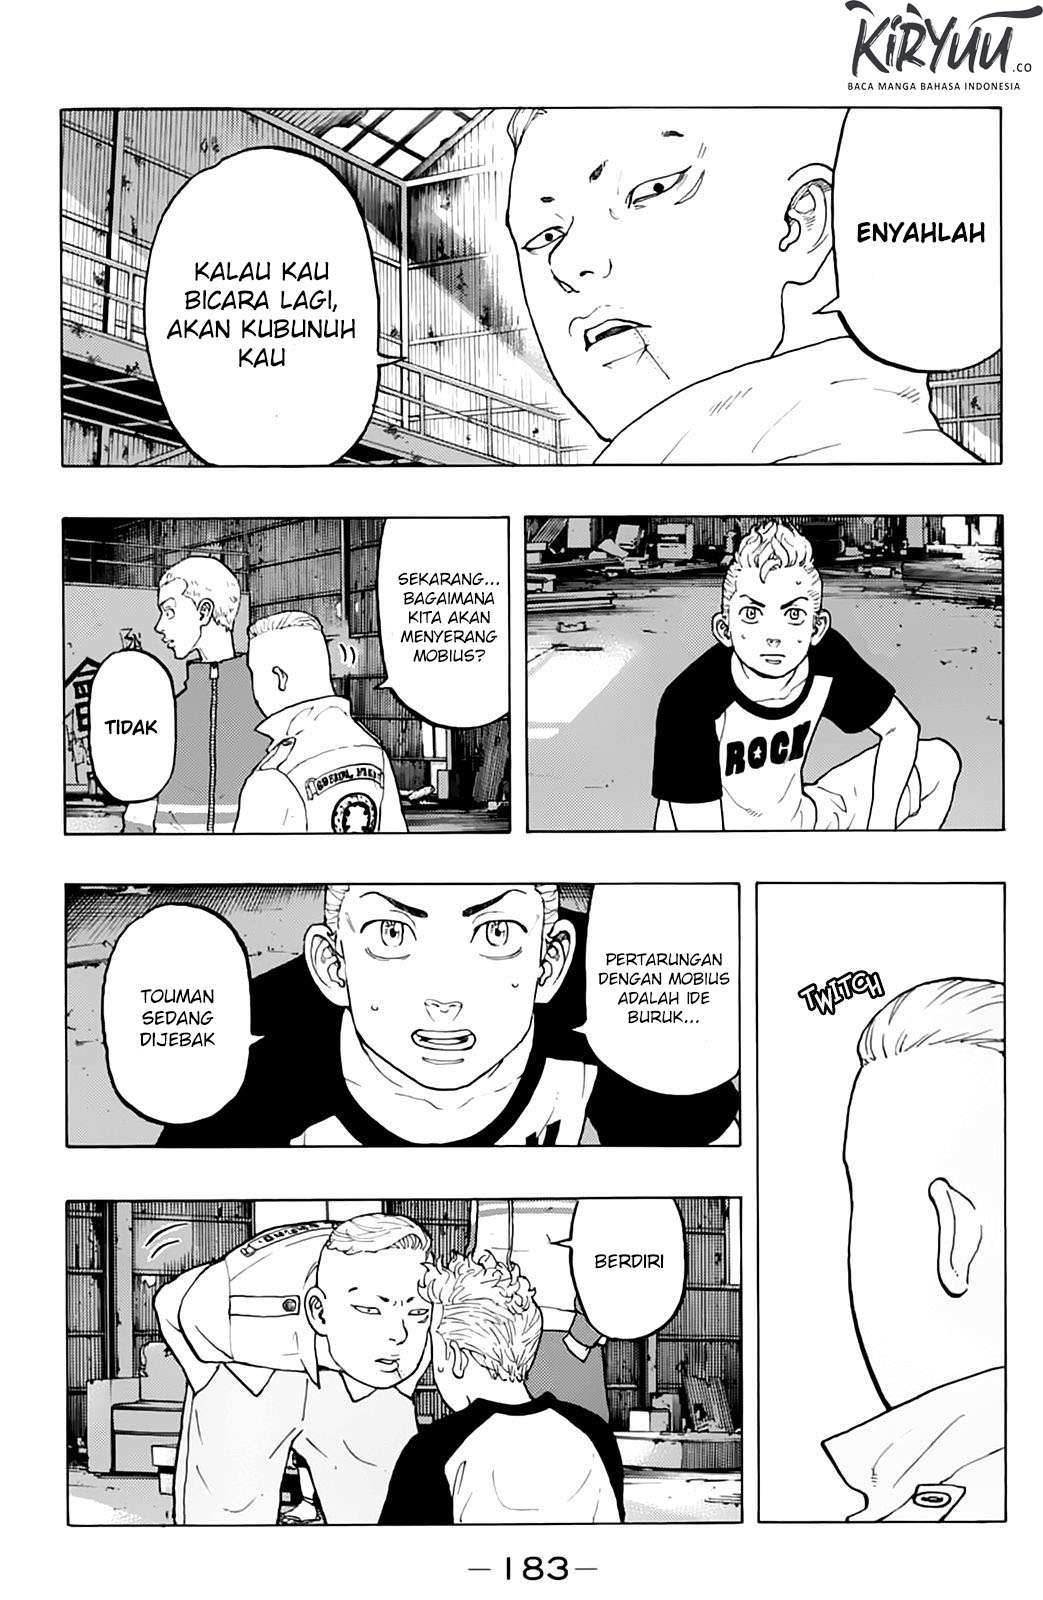 KIRYUU.CO
BACA MANGA BAHASA INDONESIA
ENYAHLAH
KALAU KAU
BICARA LAGI,
AKAN KUBUNUH
KAU
ROCK
SEKARANG...
BAGAIMANA
KITA AKAN
MENYERANG
MOBIUS?
TIDAK
TWITCH
PERTARUNGAN
DENGAN MOBIUS
ADALAH IDE
BURUK...
TOUMAN
SEDANG
DIJEBAK
BERDIRI
—183—